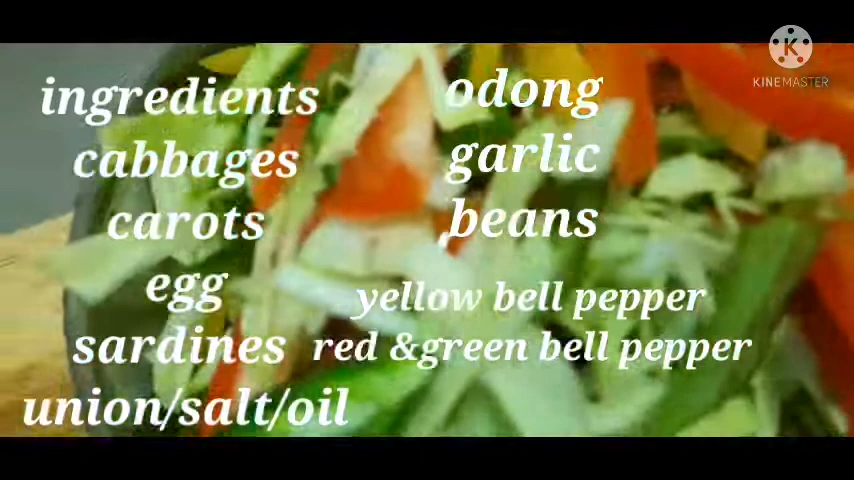 ingredients
cabbages
carots
egg
sardines
union/salt/oil
odong
garlic
beans
yellow bell pepper
red &green bell pepper
KINEMASTER